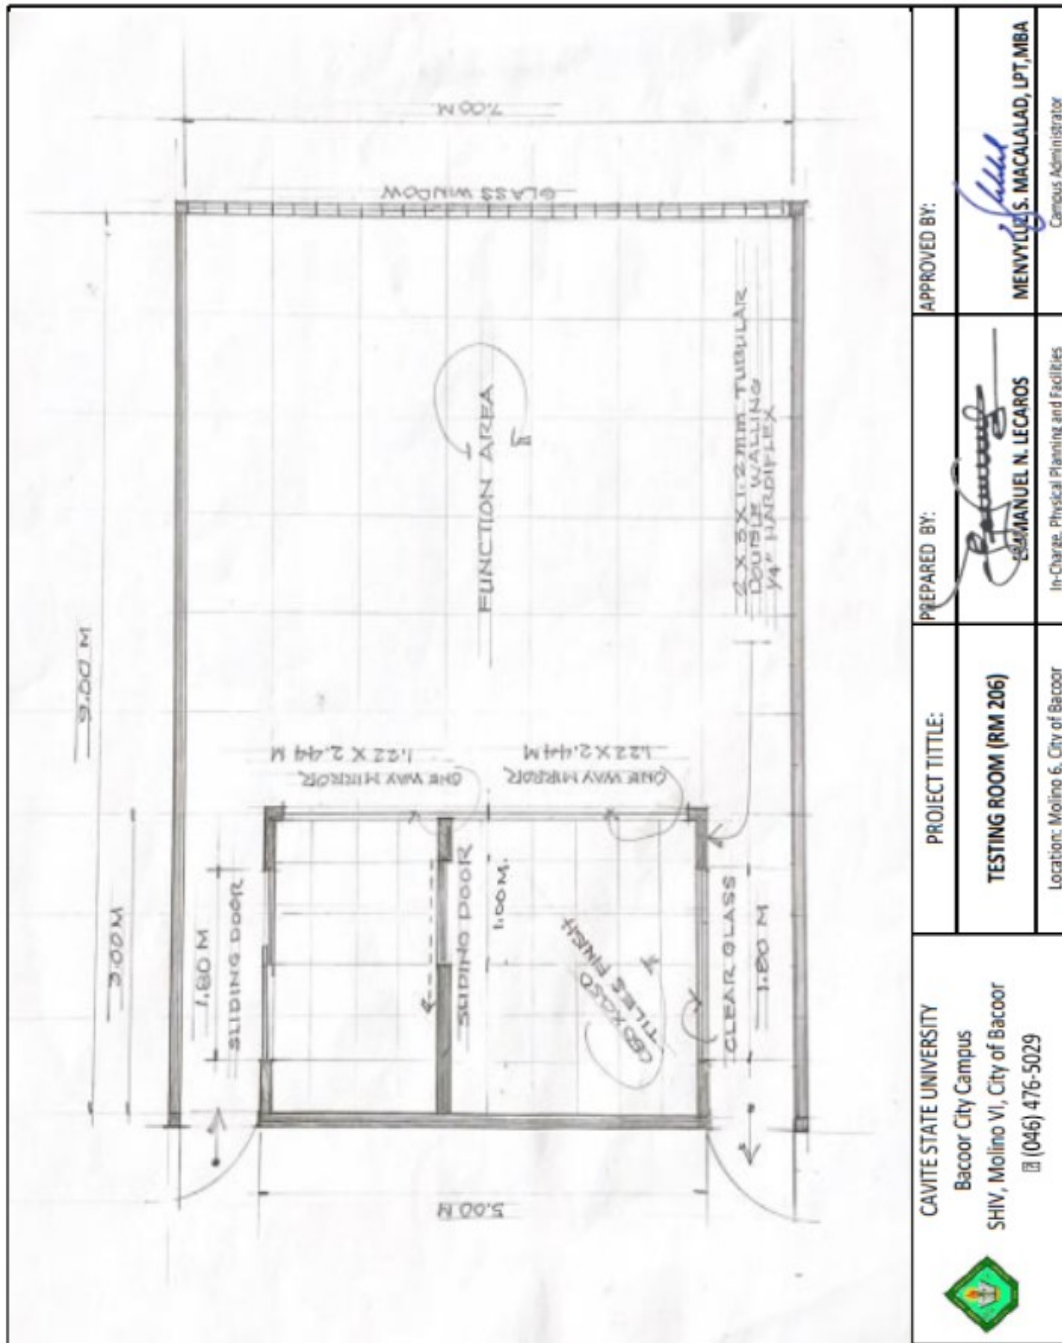 7.00 M
GLASS WINDOW
9.00 M
FUNCTION AREA
2 X 3 X 1.2 mm TUBULAR
DOUBLE WALLING
1/4" HARDIFLEX
ONE WAY MIRROR
1.22 X 2.44 M
ONE WAY MIRROR
1.22 X 2.44 M
3.00 M
1.80 M
SLIDING DOOR
SLIDING DOOR
1.00 M.
TILES FINISH
CLEAR GLASS
1.80 M
5.00 M
CAVITE STATE UNIVERSITY
Bacoor City Campus
SHIV, Molino VI, City of Bacoor
(046) 476-5029
PROJECT TITTLE:
TESTING ROOM (RM 206)
Location: Molino 6, City of Bacoor
PREPARED BY:
EMMANUEL N. LECAROS
In-Charge, Physical Planning and Facilities
APPROVED BY:
MENVYLUZ S. MACALALAD, LPT,MBA
Campus Administrator